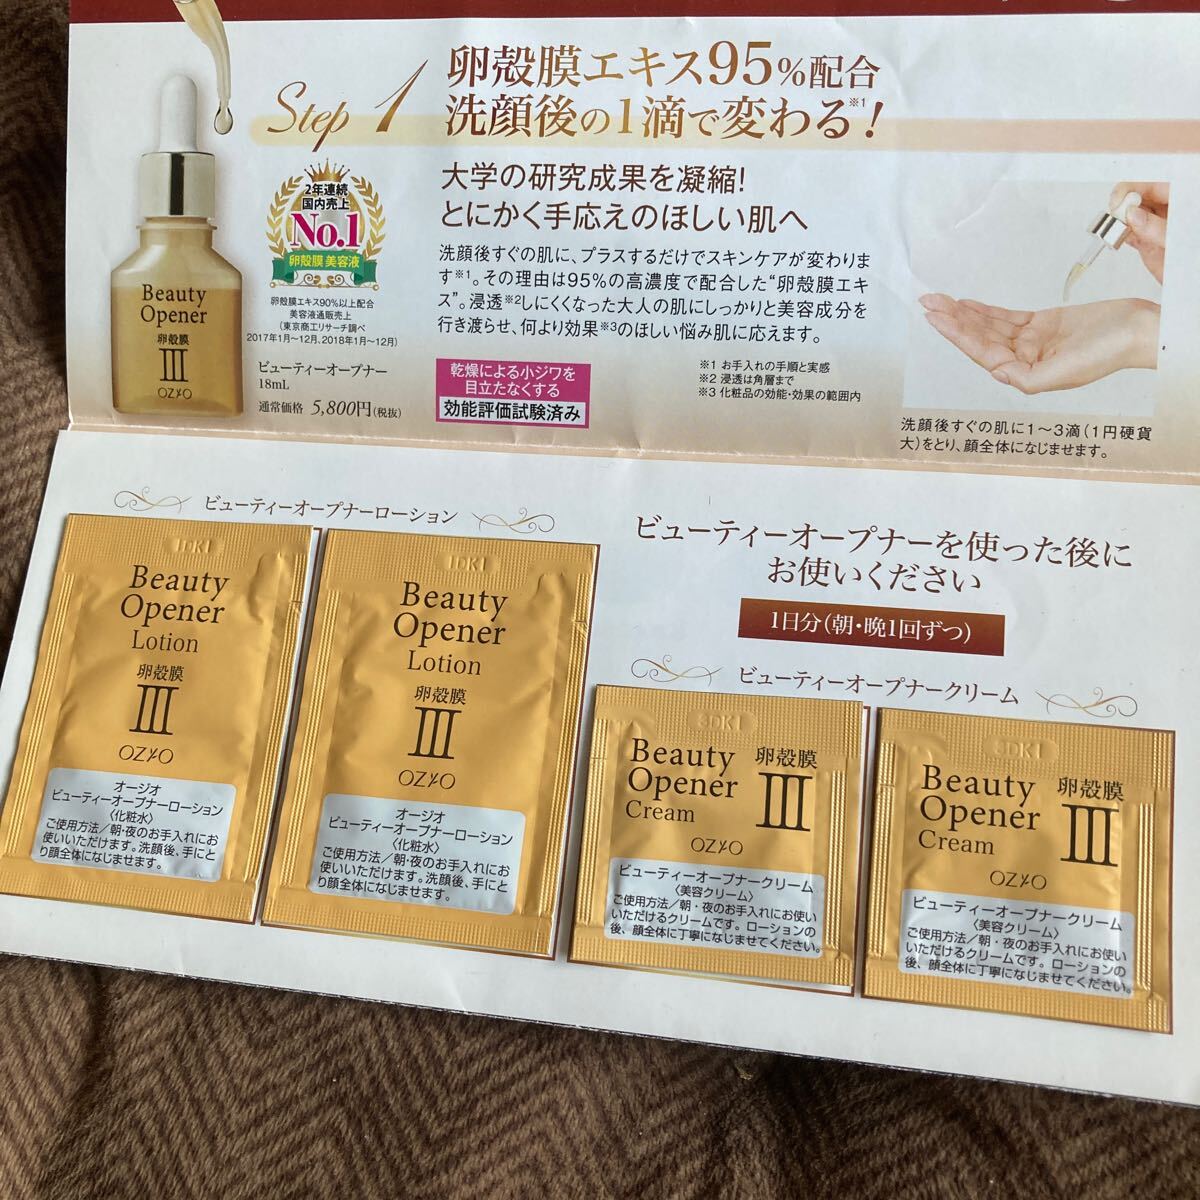 Step 1
卵殻膜エキス95%配合
洗顔後の1滴で変わる※1!
大学の研究成果を凝縮!
とにかく手応えのほしい肌へ
洗顔後すぐの肌に、プラスするだけでスキンケアが変わりま
す※1。その理由は95%の高濃度で配合した“卵殻膜エキ
ス”。浸透※2しにくくなった大人の肌にしっかりと美容成分を
行き渡らせ、何より効果※3のほしい悩み肌に応えます。
乾燥による小ジワを
目立たなくする
効能評価試験済み
※1 お手入れの手順と実感
※2 浸透は角層まで
※3 化粧品の効能・効果の範囲内
2年連続
国内売上
No.1
卵殻膜 美容液
卵殻膜エキス90%以上配合
美容液通販売上
(東京商工リサーチ調べ
2017年1月〜12月、2018年1月〜12月)
ビューティーオープナー
18mL
通常価格 5,800円(税抜)
Beauty
Opener
卵殻膜
III
OZIO
洗顔後すぐの肌に1〜3滴(1円硬貨
大)をとり、顔全体になじませます。
ビューティーオープナーローション
ビューティーオープナーを使った後に
お使いください
1日分(朝・晩1回ずつ)
ビューティーオープナークリーム
3DK1
Beauty
Opener
Lotion
卵殻膜
III
OZIO
オージオ
ビューティーオープナーローション
〈化粧水〉
ご使用方法/朝・夜のお手入れにお
使いいただけます。洗顔後、手にと
り顔全体になじませます。
3DK1
Beauty
Opener
Lotion
卵殻膜
III
OZIO
オージオ
ビューティーオープナーローション
〈化粧水〉
ご使用方法/朝・夜のお手入れにお
使いいただけます。洗顔後、手にと
り顔全体になじませます。
3DK1
Beauty
Opener
Cream
卵殻膜
III
OZIO
ビューティーオープナークリーム
〈美容クリーム〉
ご使用方法/朝・夜のお手入れにお使い
いただけるクリームです。ローションの
後、顔全体に丁寧になじませてください。
3DK1
Beauty
Opener
Cream
卵殻膜
III
OZIO
ビューティーオープナークリーム
〈美容クリーム〉
ご使用方法/朝・夜のお手入れにお使い
いただけるクリームです。ローションの
後、顔全体に丁寧になじませてください。